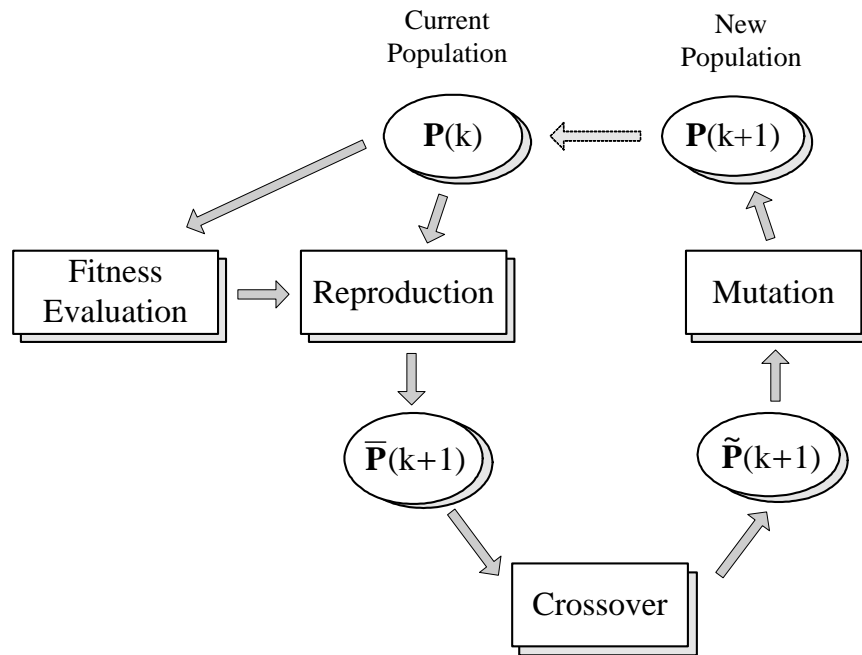 Current
Population
New
Population
P(k)
P(k+1)
Fitness
Evaluation
Reproduction
Mutation
P̅(k+1)
P̃(k+1)
Crossover